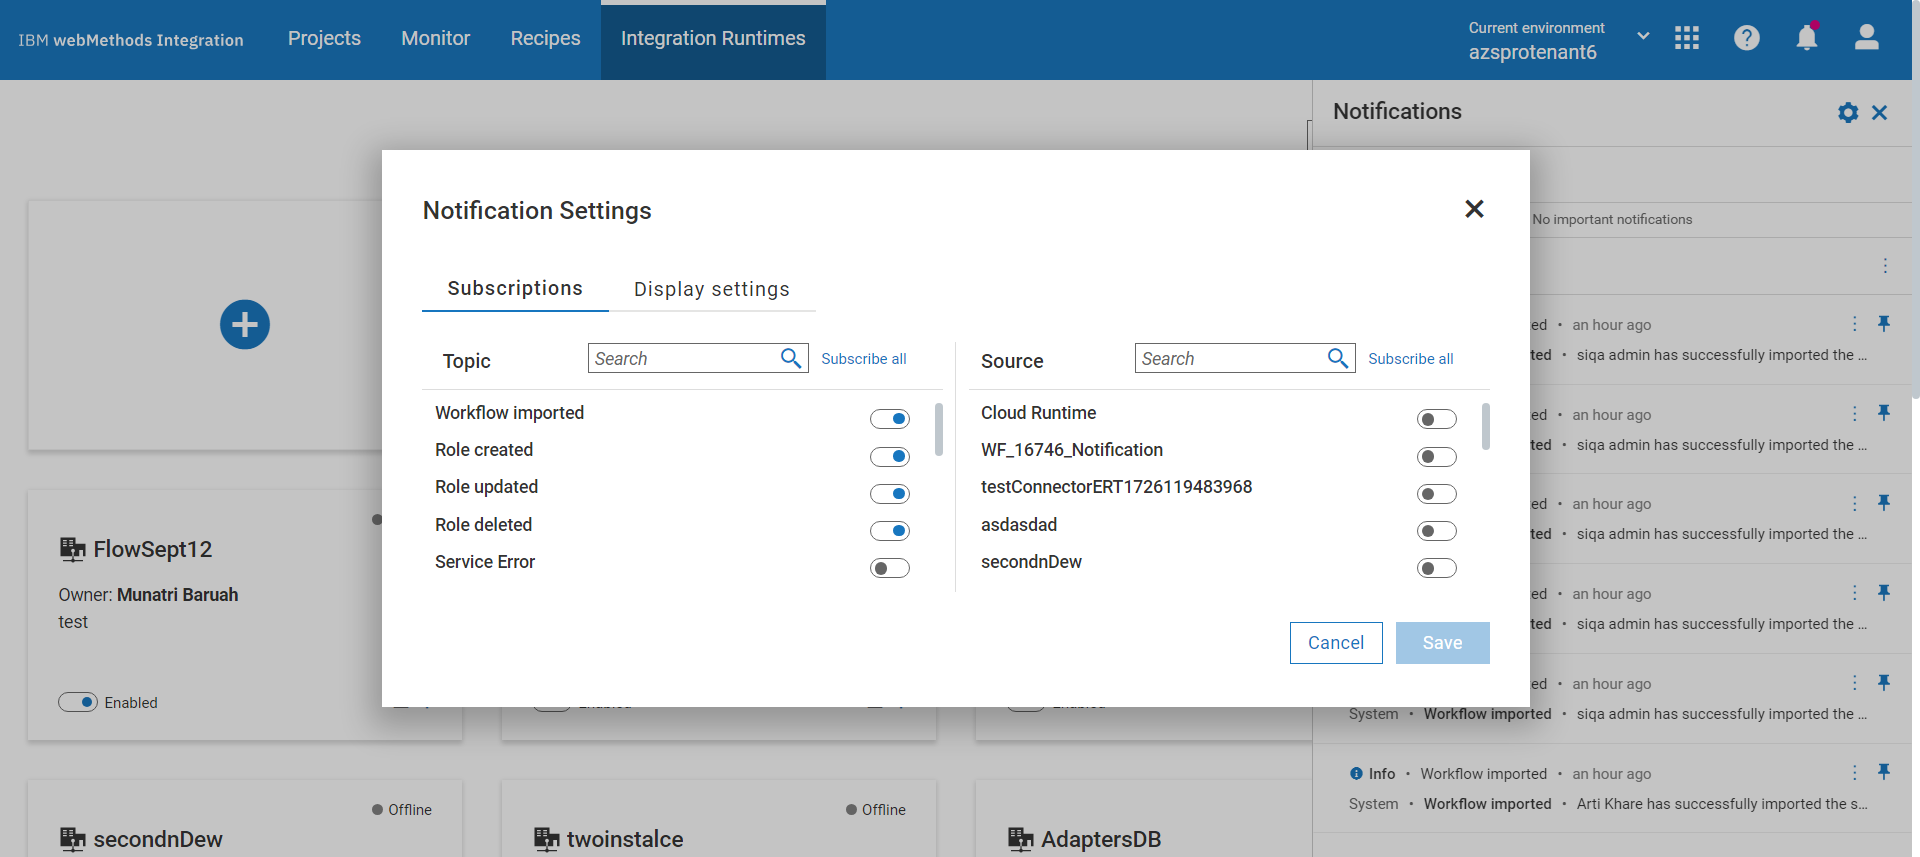 IBM webMethods Integration
Projects
Monitor
Recipes
Integration Runtimes
Current environment
azsprotenant6
Notifications
No important notifications
Notification Settings
Subscriptions
Display settings
Topic
Search
Subscribe all
Workflow imported
Role created
Role updated
Role deleted
Service Error
Source
Search
Subscribe all
Cloud Runtime
WF_16746_Notification
testConnectorERT1726119483968
asdasdad
secondnDew
Cancel
Save
ed • an hour ago
ted • siqa admin has successfully imported the ...
ed • an hour ago
ted • siqa admin has successfully imported the ...
ed • an hour ago
ted • siqa admin has successfully imported the ...
ed • an hour ago
ted • siqa admin has successfully imported the ...
ed • an hour ago
System • Workflow imported • siqa admin has successfully imported the ...
Info • Workflow imported • an hour ago
System • Workflow imported • Arti Khare has successfully imported the s...
FlowSept12
Owner: Munatri Baruah
test
Enabled
Offline
secondnDew
Offline
twoinstalce
AdaptersDB